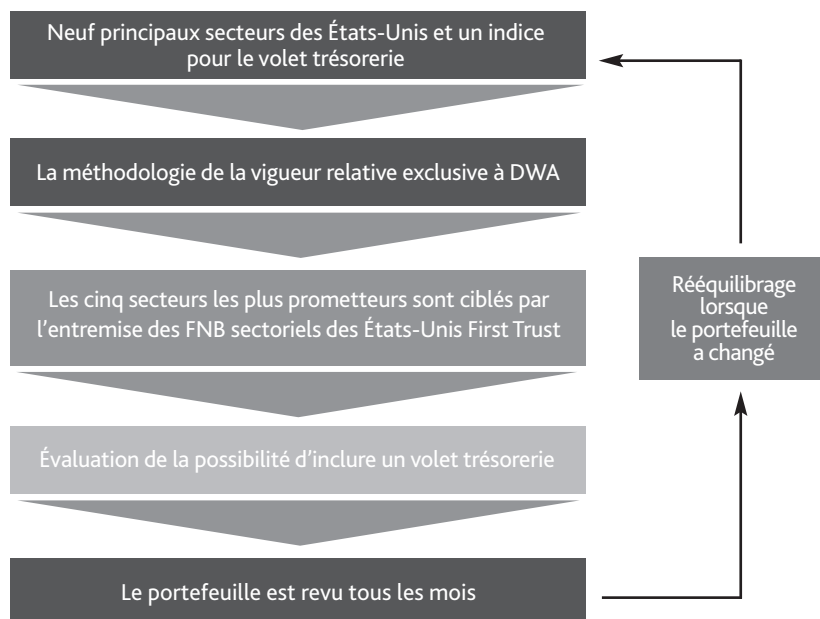 Neuf principaux secteurs des États-Unis et un indice
pour le volet trésorerie
La méthodologie de la vigueur relative exclusive à DWA
Les cinq secteurs les plus prometteurs sont ciblés par
l'entremise des FNB sectoriels des États-Unis First Trust
Évaluation de la possibilité d'inclure un volet trésorerie
Le portefeuille est revu tous les mois
Rééquilibrage
lorsque
le portefeuille
a changé